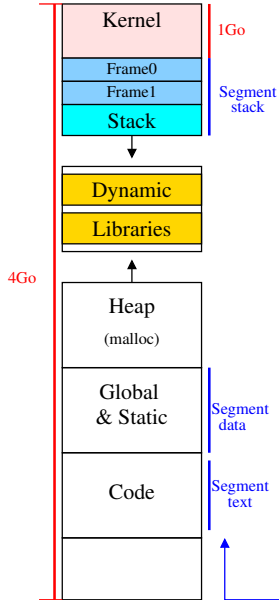 Kernel
1Go
Frame0
Frame1
Segment
stack
Stack
Dynamic
Libraries
4Go
Heap
(malloc)
Global
& Static
Segment
data
Code
Segment
text